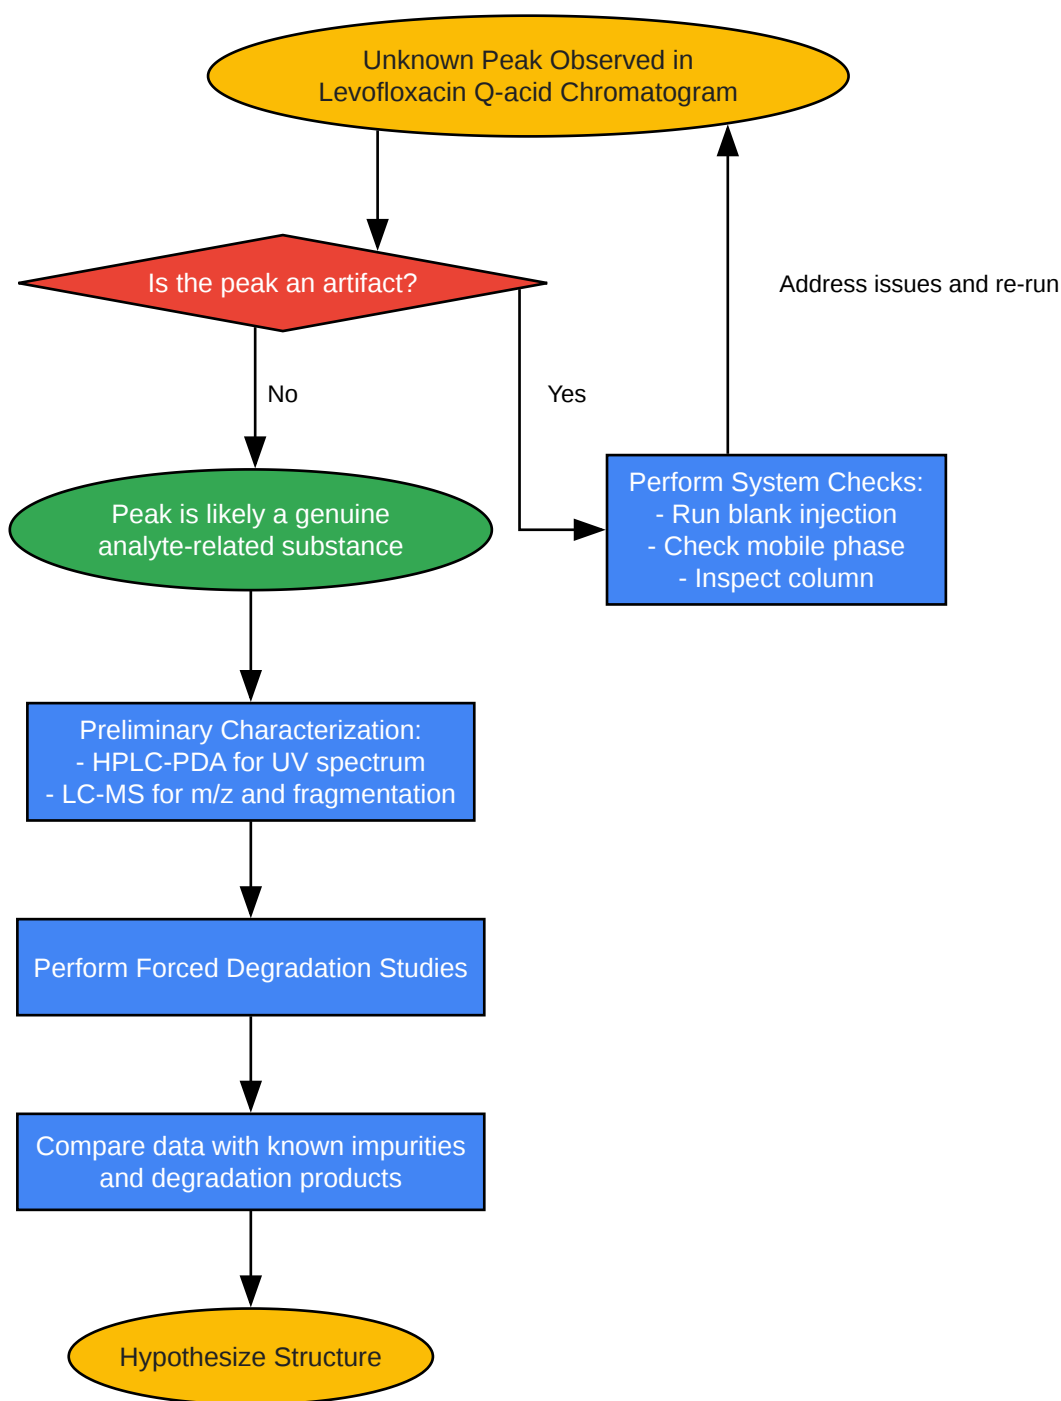 Unknown Peak Observed in
Levofloxacin Q-acid Chromatogram
Is the peak an artifact?
Address issues and re-run
No
Yes
Perform System Checks:
- Run blank injection
- Check mobile phase
- Inspect column
Peak is likely a genuine
analyte-related substance
Preliminary Characterization:
- HPLC-PDA for UV spectrum
- LC-MS for m/z and fragmentation
Perform Forced Degradation Studies
Compare data with known impurities
and degradation products
Hypothesize Structure